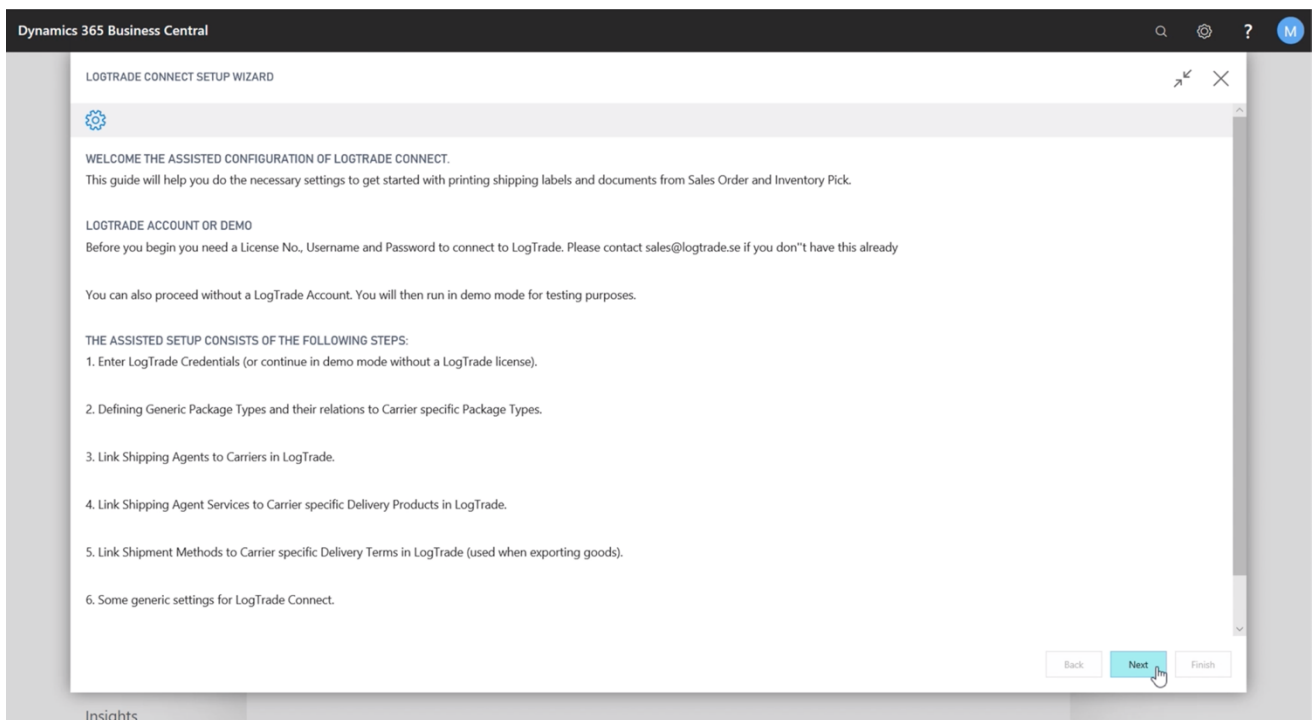 Dynamics 365 Business Central
?
M
LOGTRADE CONNECT SETUP WIZARD
WELCOME THE ASSISTED CONFIGURATION OF LOGTRADE CONNECT.
This guide will help you do the necessary settings to get started with printing shipping labels and documents from Sales Order and Inventory Pick.
LOGTRADE ACCOUNT OR DEMO
Before you begin you need a License No., Username and Password to connect to LogTrade. Please contact sales@logtrade.se if you don''t have this already
You can also proceed without a LogTrade Account. You will then run in demo mode for testing purposes.
THE ASSISTED SETUP CONSISTS OF THE FOLLOWING STEPS:
1. Enter LogTrade Credentials (or continue in demo mode without a LogTrade license).
2. Defining Generic Package Types and their relations to Carrier specific Package Types.
3. Link Shipping Agents to Carriers in LogTrade.
4. Link Shipping Agent Services to Carrier specific Delivery Products in LogTrade.
5. Link Shipment Methods to Carrier specific Delivery Terms in LogTrade (used when exporting goods).
6. Some generic settings for LogTrade Connect.
Back Next Finish
Insights